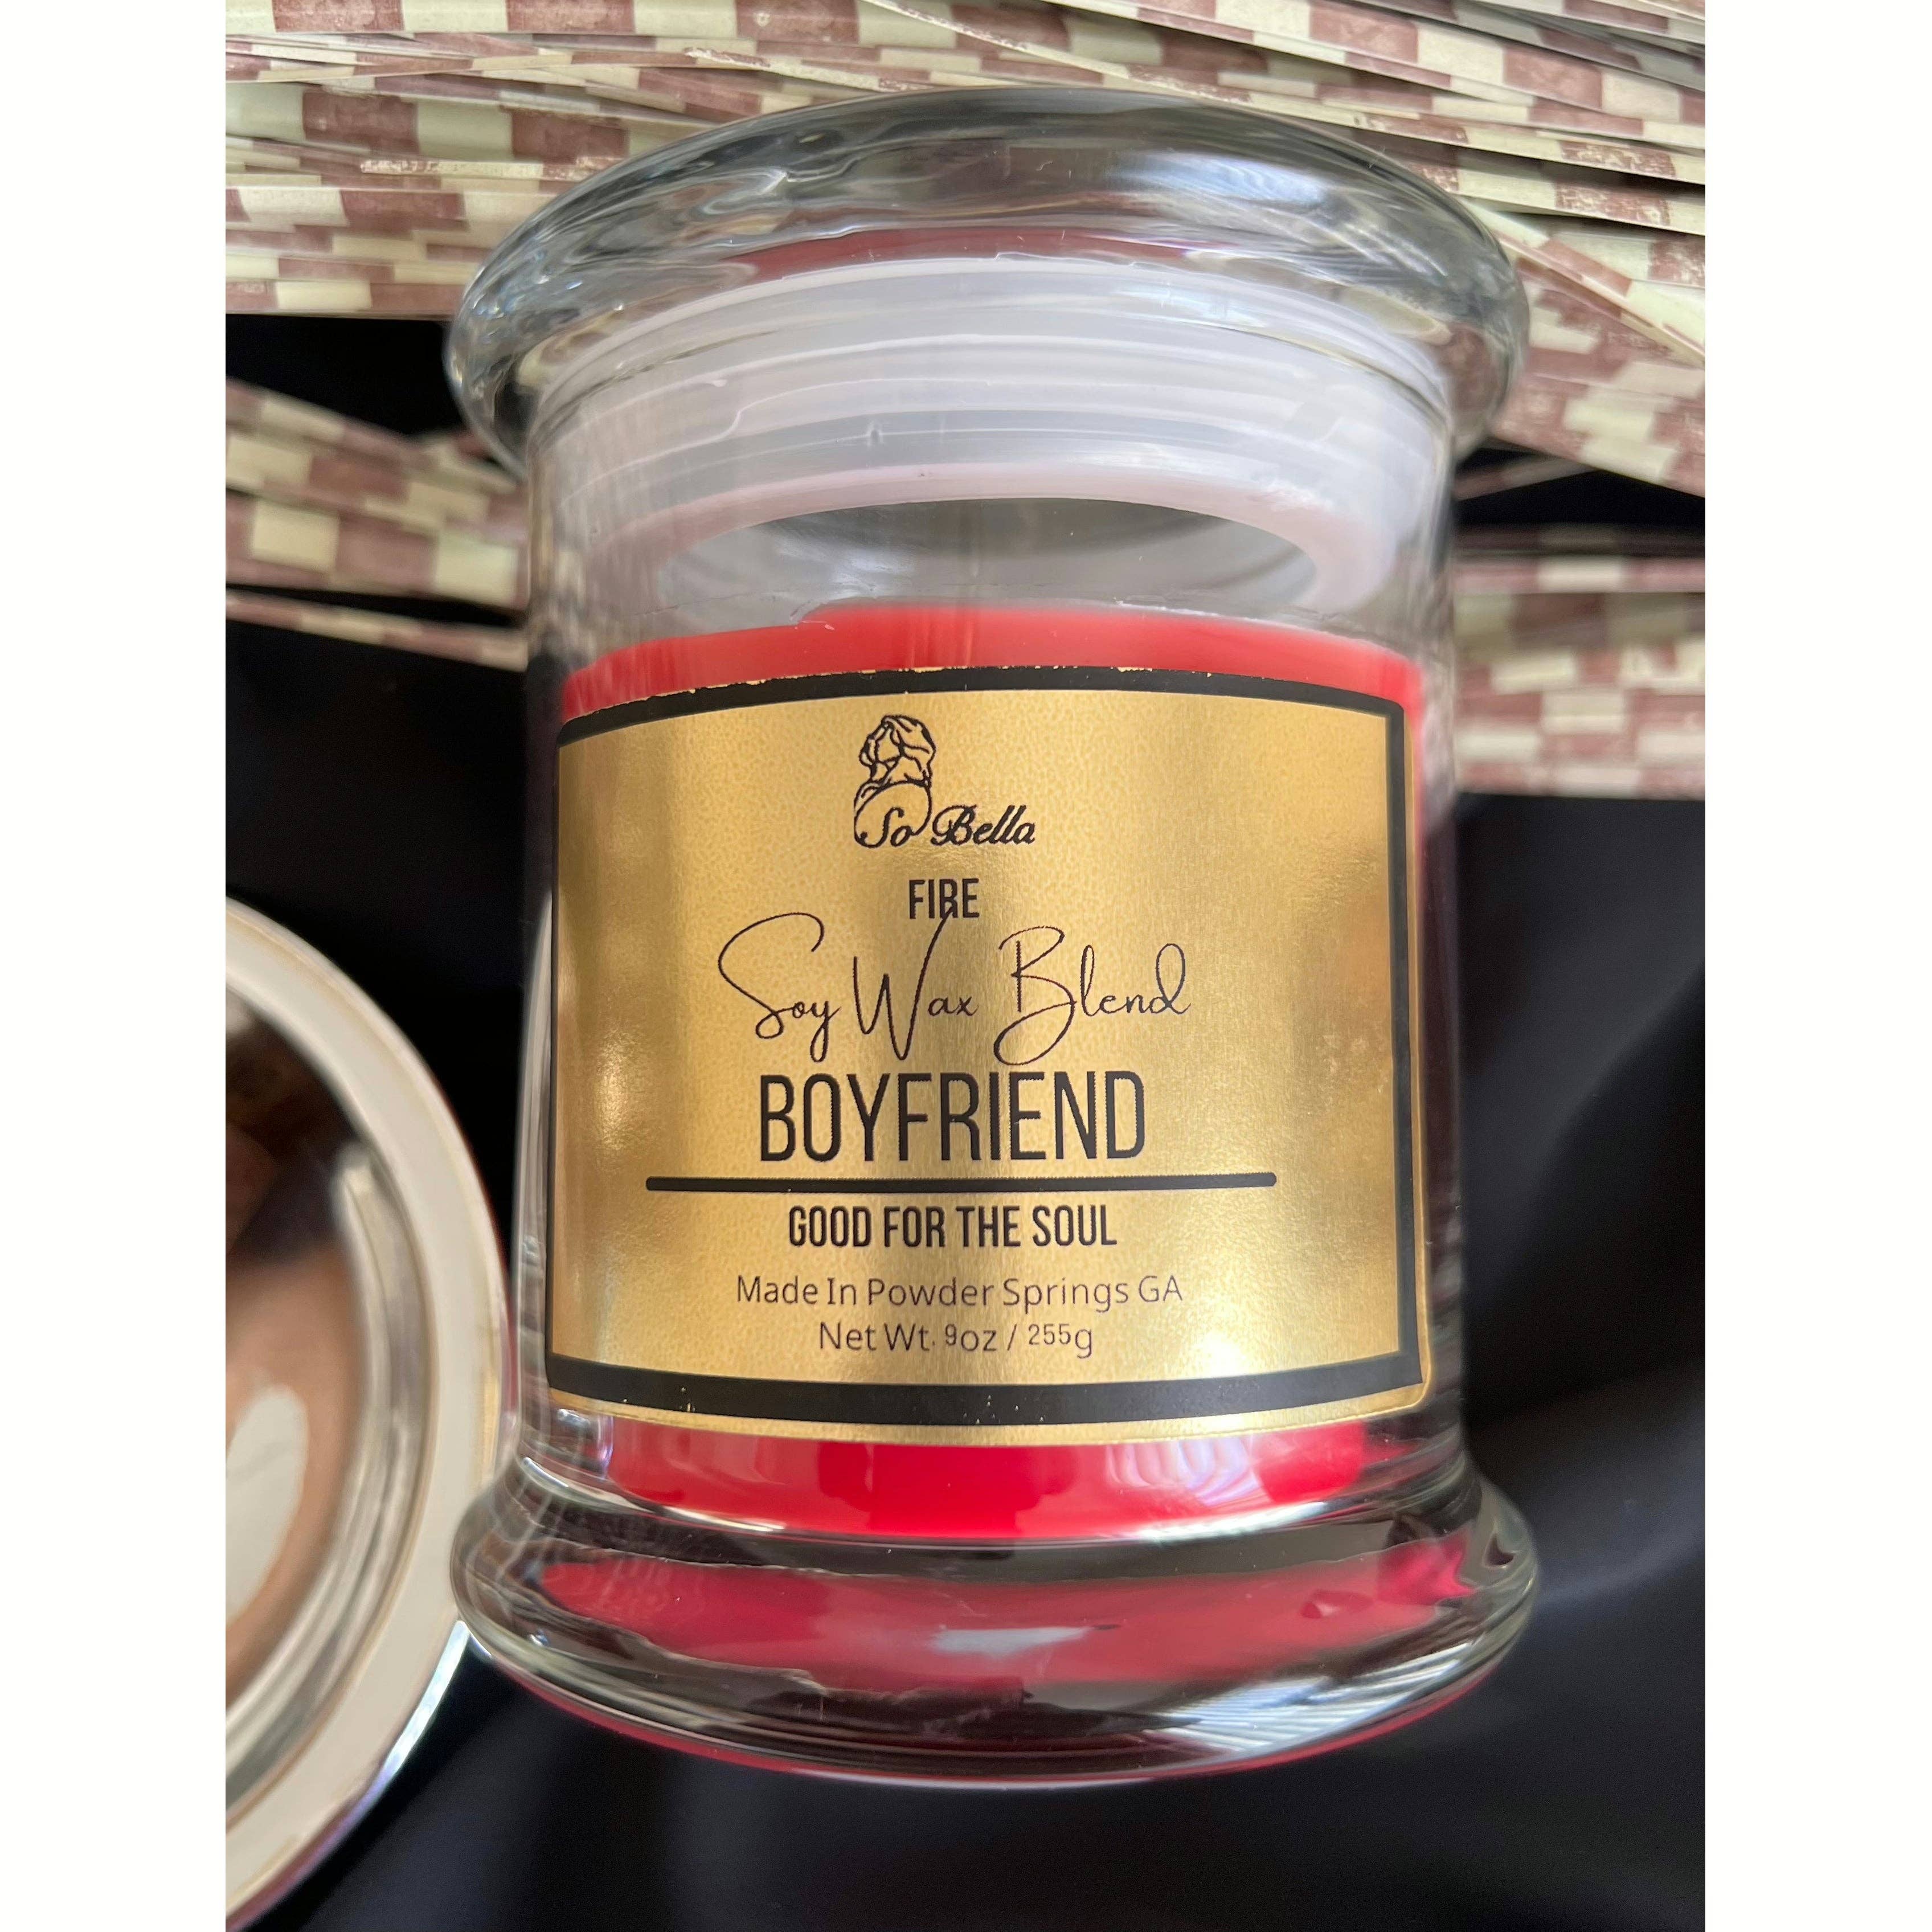 So Bella
FIRE
Soy Wax Blend
BOYFRIEND
GOOD FOR THE SOUL
Made In Powder Springs GA
Net Wt. 9oz / 255g